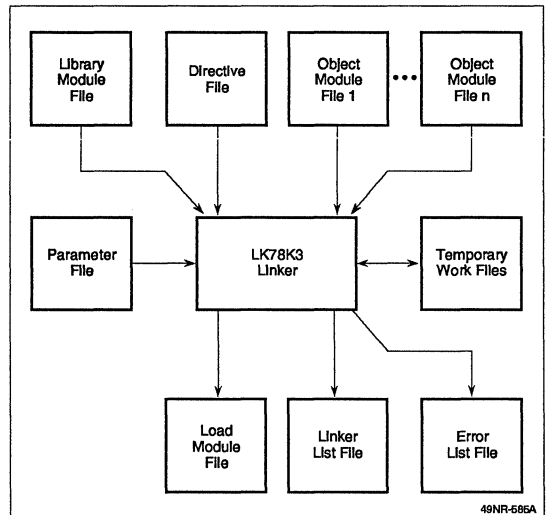 Library
Module
File
Directive
File
Object
Module
File 1
•••
Object
Module
File n
Parameter
File
LK78K3
Linker
Temporary
Work Files
Load
Module
File
Linker
List File
Error
List File
49NR-585A